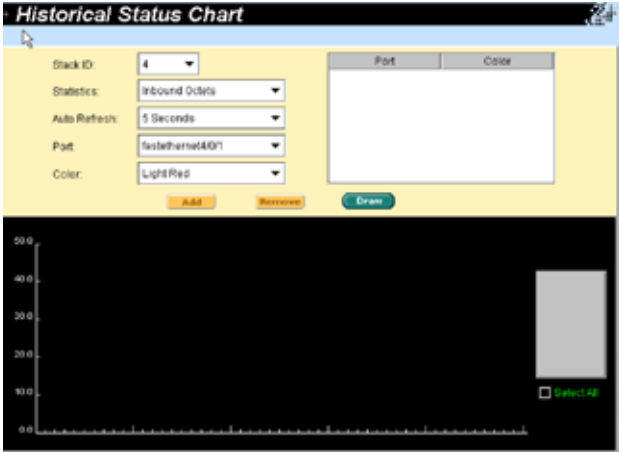 Historical Status Chart
Stack ID: 4
Statistics: Inbound Octets
Auto Refresh: 5 Seconds
Port: fastethernet4/0/1
Color: Light Red
Port Color
Add Remove Draw
50.0
40.0
30.0
20.0
10.0
0.0
Select All